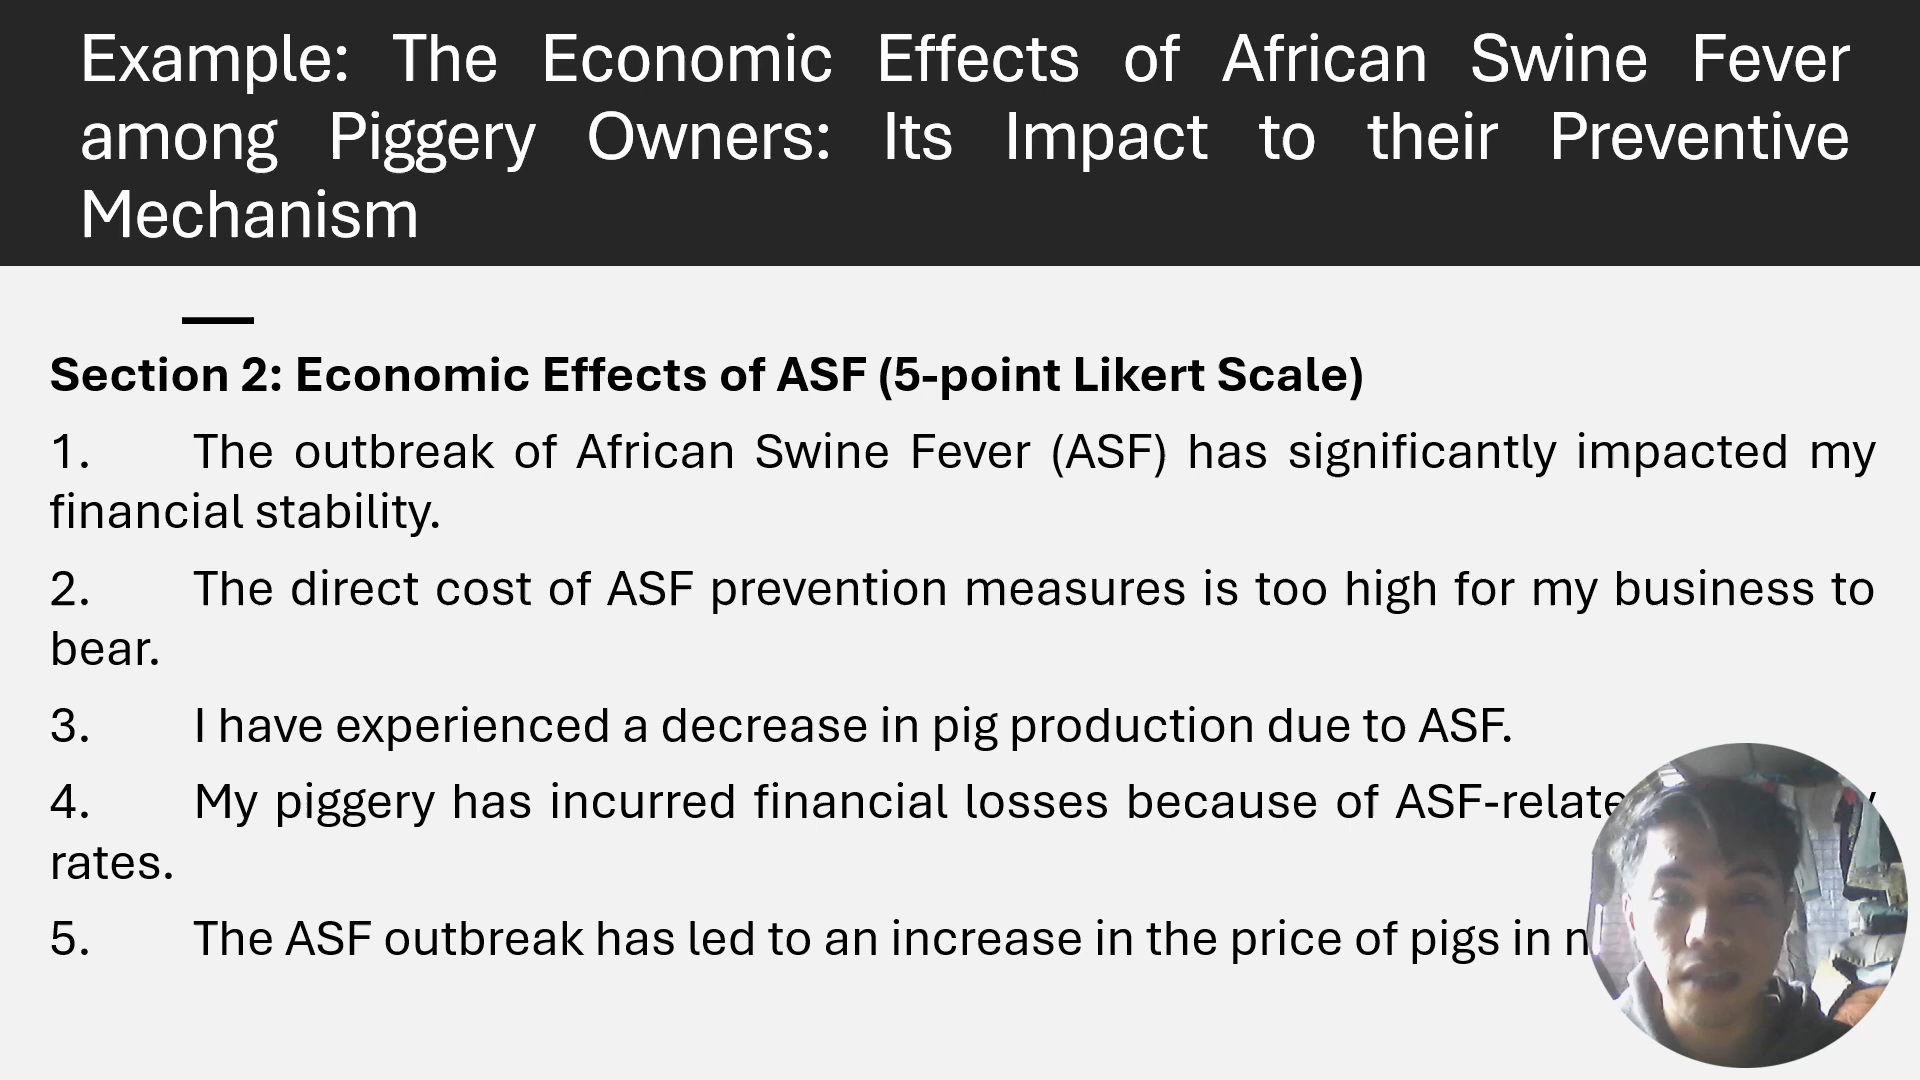 Example: The Economic Effects of African Swine Fever
among Piggery Owners: Its Impact to their Preventive
Mechanism
Section 2: Economic Effects of ASF (5-point Likert Scale)
1. The outbreak of African Swine Fever (ASF) has significantly impacted my
financial stability.
2. The direct cost of ASF prevention measures is too high for my business to
bear.
3. I have experienced a decrease in pig production due to ASF.
4. My piggery has incurred financial losses because of
rates.
5. The ASF outbreak has led to an increase in the price of pigs in